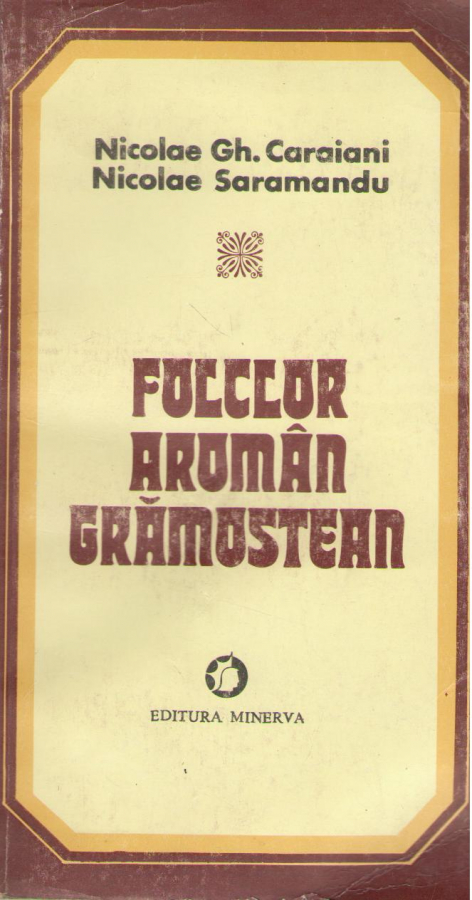 Nicolae Gh. Caraiani
Nicolae Saramandu
FOLCLOR
AROMÂN
GRĂMOSTEAN
EDITURA MINERVA